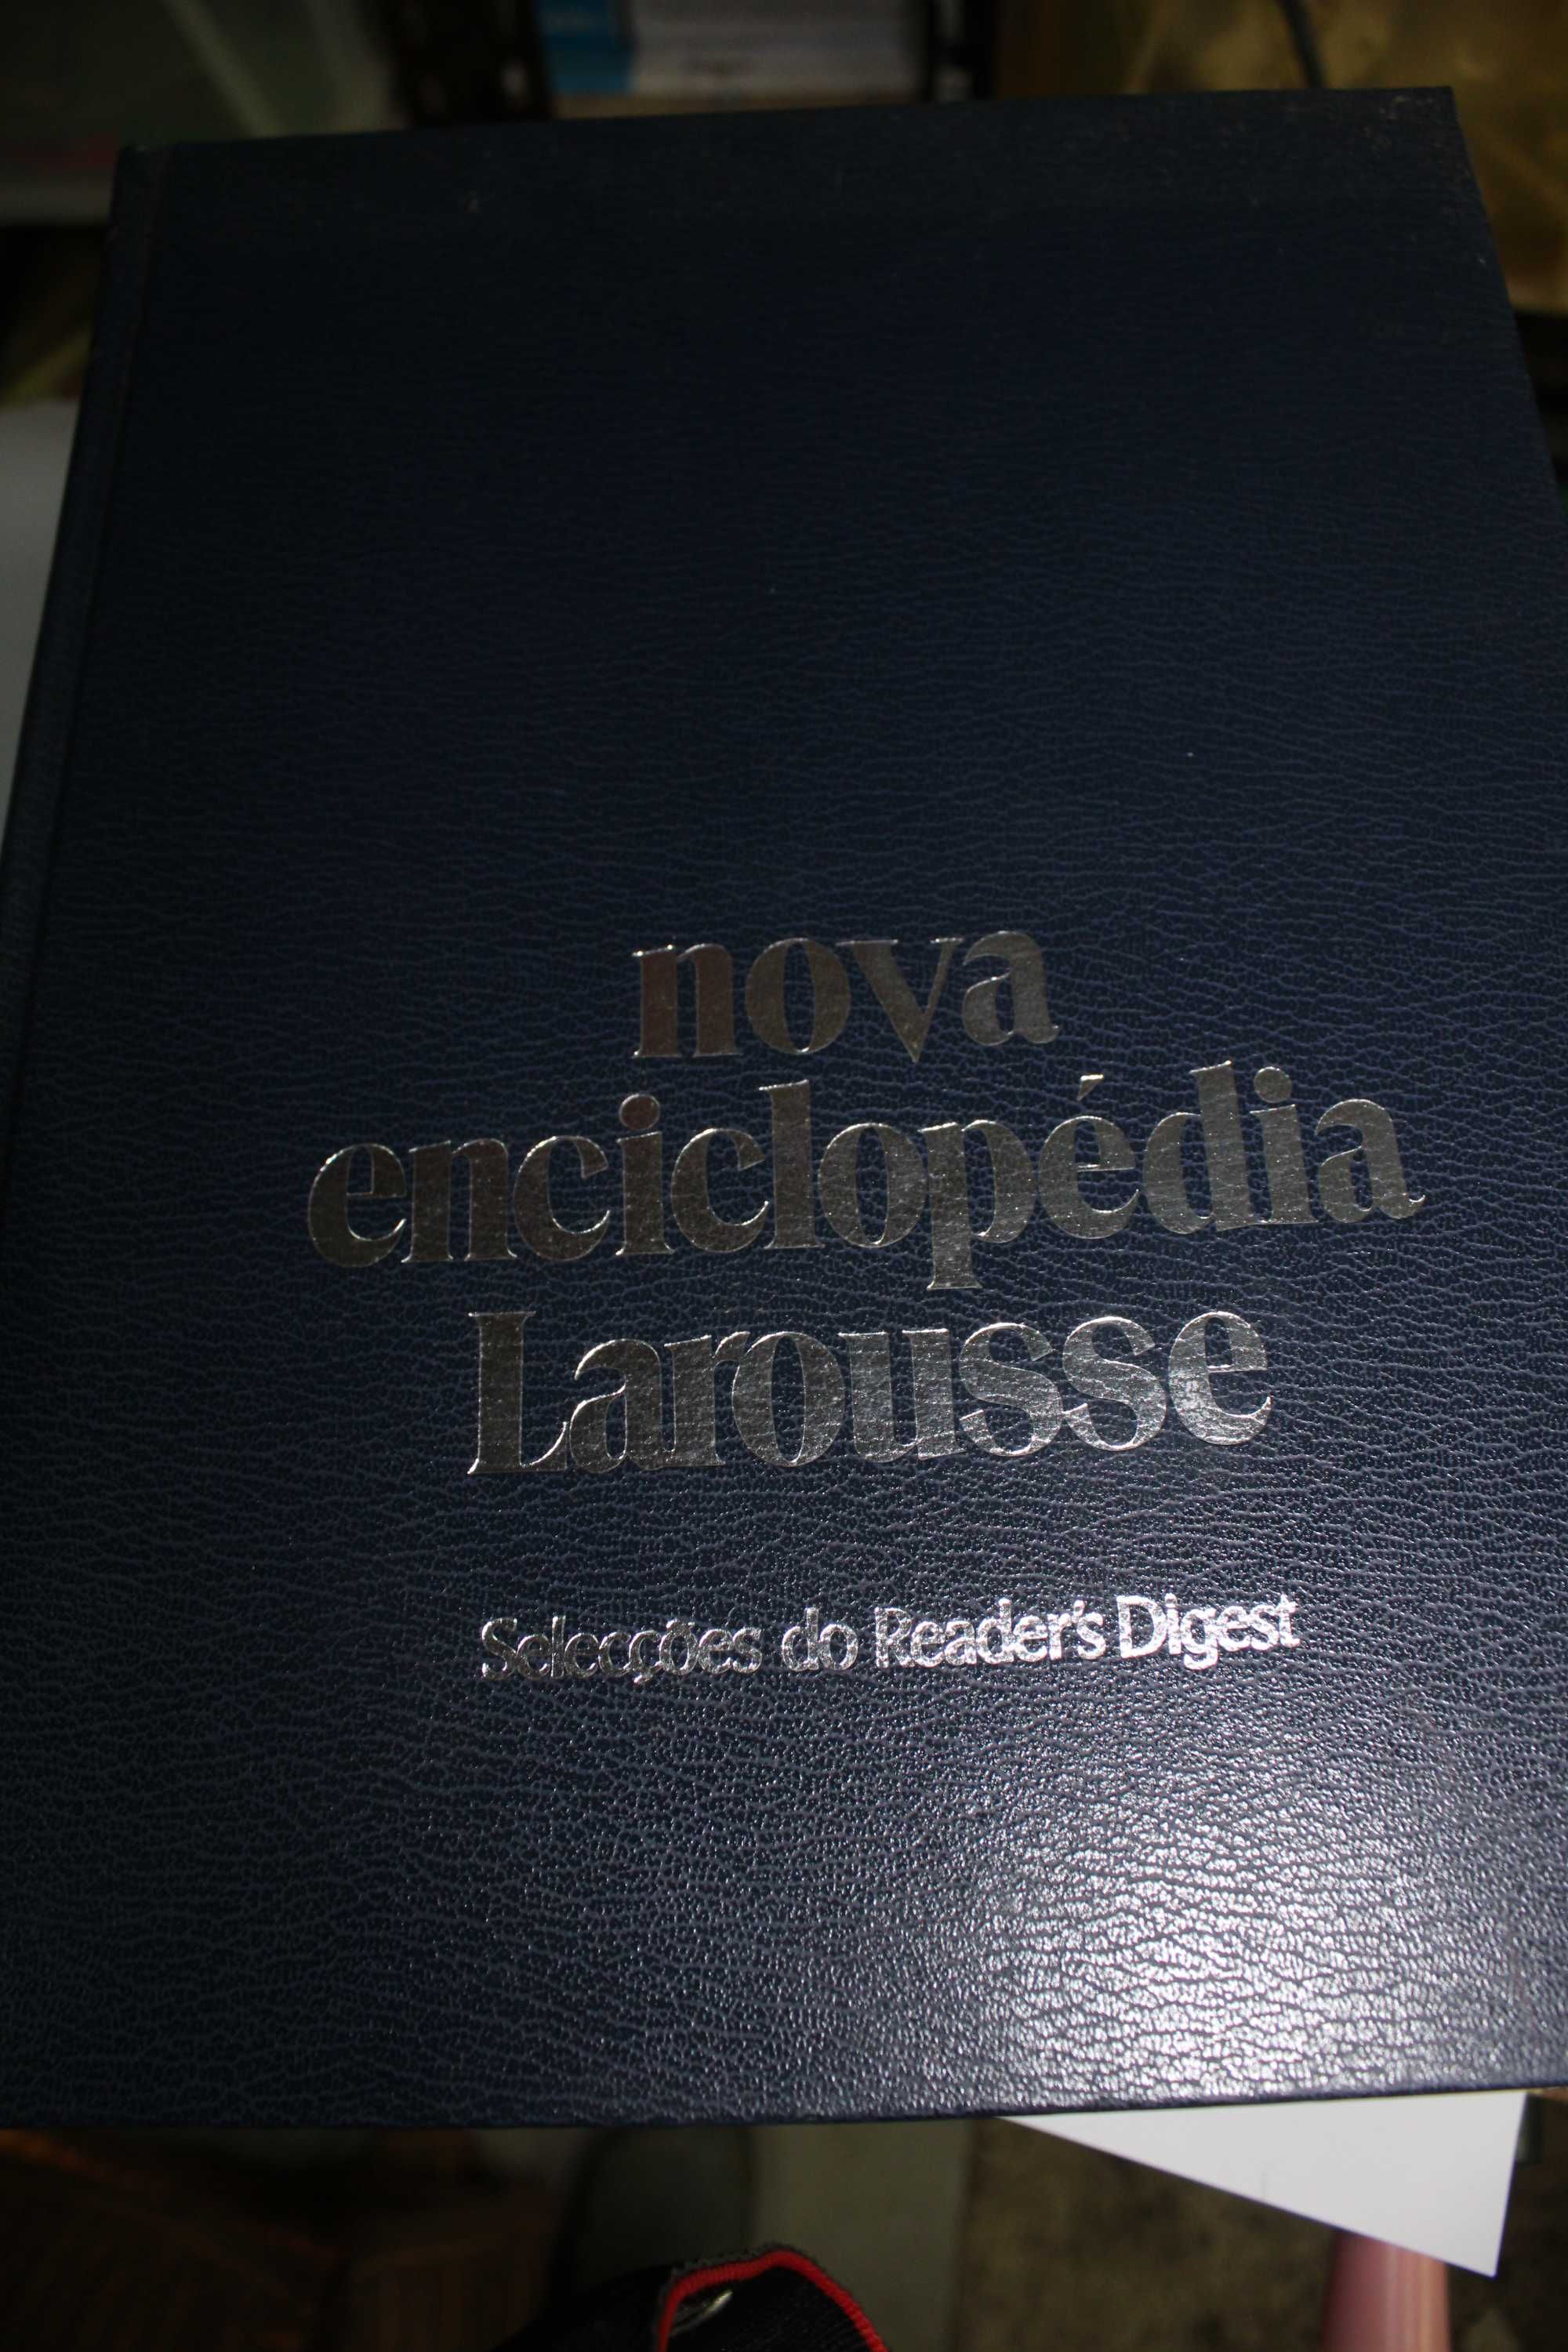 nova
enciclopédia
Larousse
Selecções do Reader's Digest